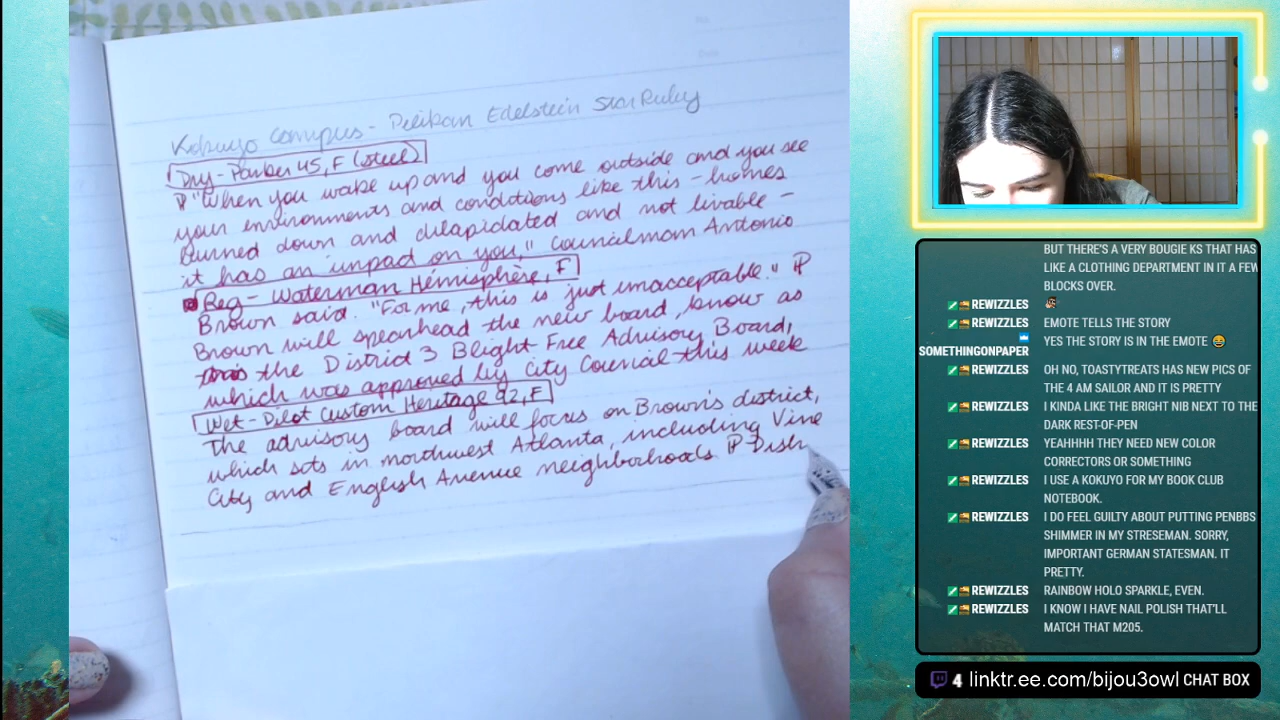 Kokuyo Campus - Pelikan Edelstein Star Ruby
Dry - Parker 45, F (steel)
"When you wake up and you come outside and you see
your environments and conditions like this - homes
burned down and dilapidated and not livable -
it has an impact on you," Councilmom Antonio
Reg - Waterman Hémisphère, F
Brown said. "For me, this is just unacceptable." ¶
Brown will spearhead the new board, know as
the District 3 Blight Free Advisory Board,
which was approved by City Council this week
Wet - Pilot Custom Heritage 92, F
The advisory board will focus on Brown's district,
which sits in northwest Atlanta, including Vine
City and English Avenue neighborhoods. ¶ Distr
BUT THERE'S A VERY BOUGIE KS THAT HAS
LIKE A CLOTHING DEPARTMENT IN IT A FEW
BLOCKS OVER.
REWIZZLES
REWIZZLES EMOTE TELLS THE STORY
SOMETHINGONPAPER YES THE STORY IS IN THE EMOTE 😅
REWIZZLES OH NO, TOASTYTREATS HAS NEW PICS OF
THE 4 AM SAILOR AND IT IS PRETTY
REWIZZLES I KINDA LIKE THE BRIGHT NIB NEXT TO THE
DARK REST-OF-PEN
REWIZZLES YEAHHHH THEY NEED NEW COLOR
CORRECTORS OR SOMETHING
REWIZZLES I USE A KOKUYO FOR MY BOOK CLUB
NOTEBOOK.
REWIZZLES I DO FEEL GUILTY ABOUT PUTTING PENBBS
SHIMMER IN MY STRESEMAN. SORRY,
IMPORTANT GERMAN STATESMAN. IT
PRETTY.
REWIZZLES RAINBOW HOLO SPARKLE, EVEN.
REWIZZLES I KNOW I HAVE NAIL POLISH THAT'LL
MATCH THAT M205.
4 linktr.ee.com/bijou3owl CHAT BOX